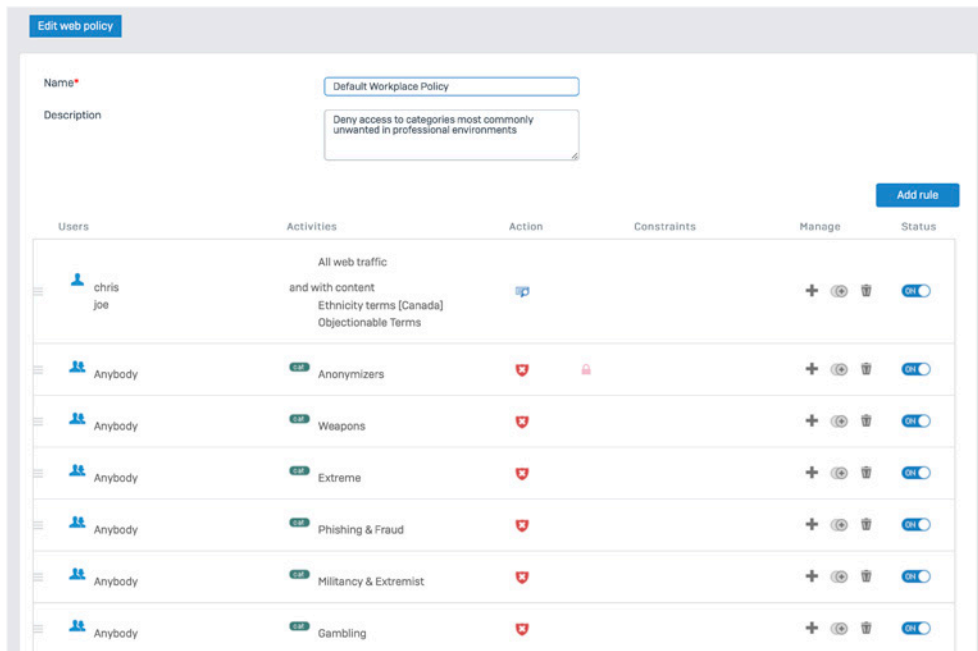 Edit web policy
Name*
Default Workplace Policy
Description
Deny access to categories most commonly
unwanted in professional environments
Add rule
Users Activities Action Constraints Manage Status
All web traffic
chris and with content
joe Ethnicity terms [Canada]
Objectionable Terms
ON
Anybody cat Anonymizers ON
Anybody cat Weapons ON
Anybody cat Extreme ON
Anybody cat Phishing & Fraud ON
Anybody cat Militancy & Extremist ON
Anybody cat Gambling ON